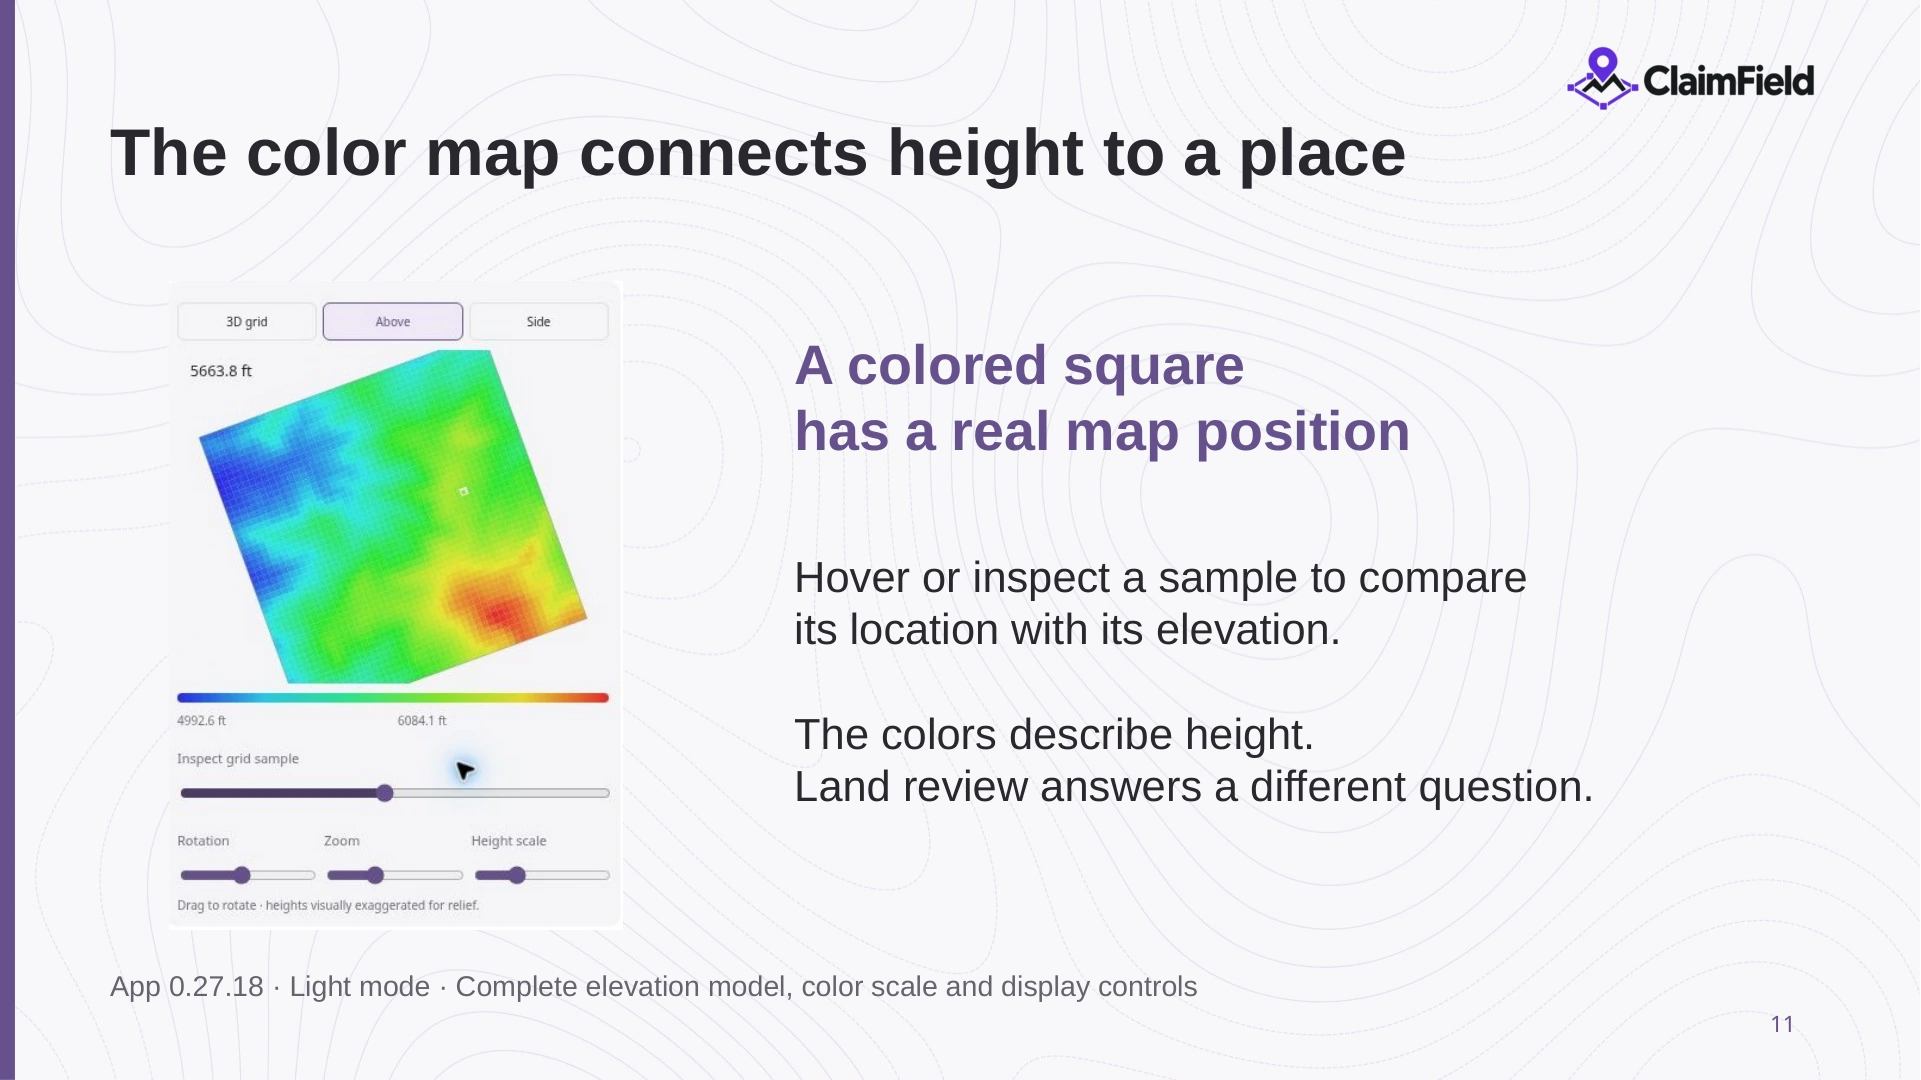 ClaimField
The color map connects height to a place
3D grid
Above
Side
5663.8 ft
4992.6 ft
6084.1 ft
Inspect grid sample
Rotation
Zoom
Height scale
Drag to rotate · heights visually exaggerated for relief.
A colored square
has a real map position
Hover or inspect a sample to compare
its location with its elevation.
The colors describe height.
Land review answers a different question.
App 0.27.18 · Light mode · Complete elevation model, color scale and display controls
11